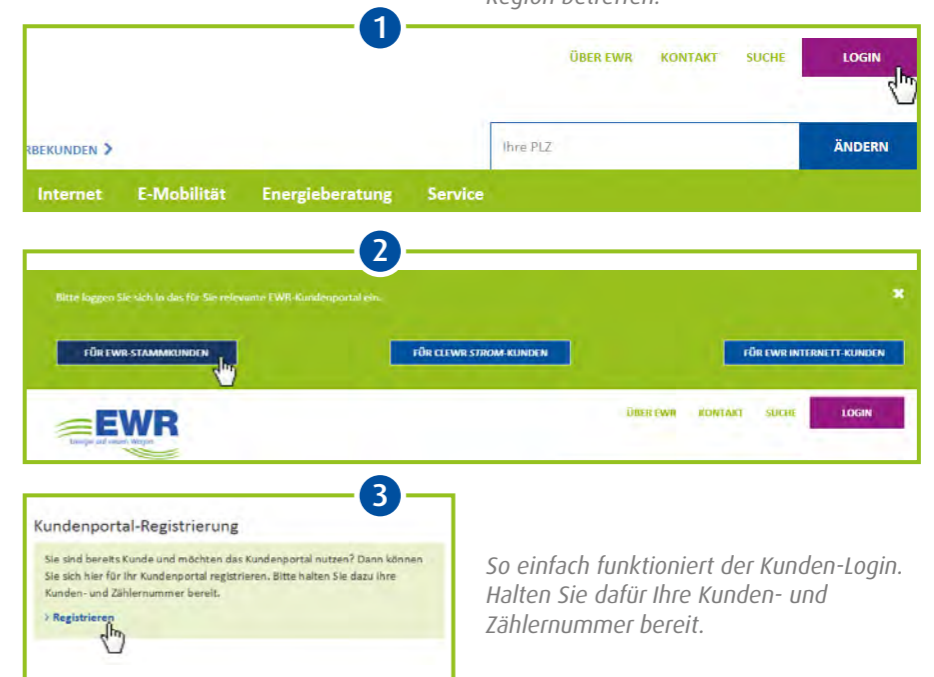 1
ÜBER EWR KONTAKT SUCHE LOGIN
RBEKUNDEN >
Ihre PLZ
ÄNDERN
Internet E-Mobilität Energieberatung Service
2
Bitte loggen Sie sich in das für Sie relevante EWR-Kundenportal ein.
FÜR EWR-STAMMKUNDEN FÜR CLEWR STROM-KUNDEN FÜR EWR INTERNETT-KUNDEN
EWR
Energie auf neuen Wegen
ÜBER EWR KONTAKT SUCHE LOGIN
3
Kundenportal-Registrierung
Sie sind bereits Kunde und möchten das Kundenportal nutzen? Dann können
Sie sich hier für Ihr Kundenportal registrieren. Bitte halten Sie dazu ihre
Kunden- und Zählernummer bereit.
> Registrieren
So einfach funktioniert der Kunden-Login.
Halten Sie dafür Ihre Kunden- und
Zählernummer bereit.